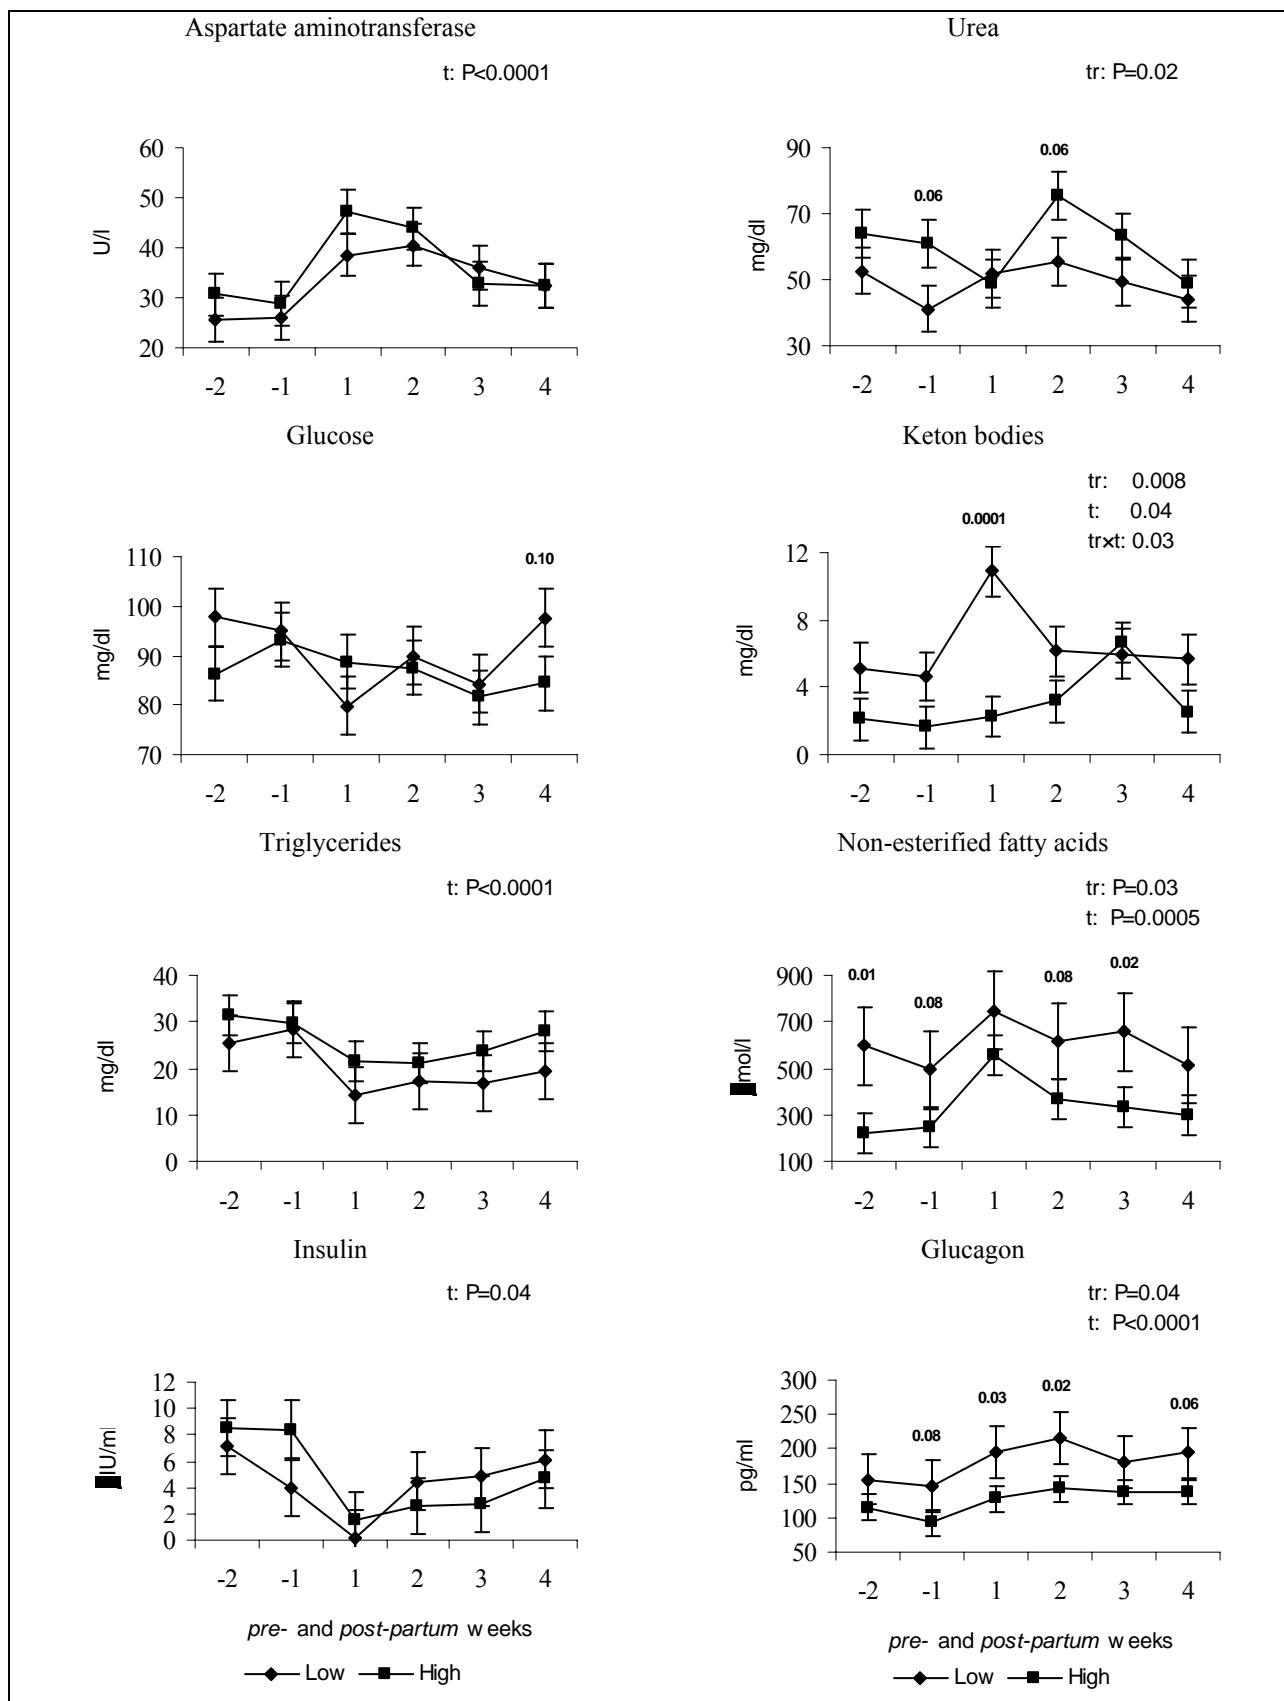 Aspartate aminotransferase
t: P<0.0001
U/l
60
50
40
30
20
-2 -1 1 2 3 4
Urea
tr: P=0.02
mg/dl
90
70
50
30
0.06
0.06
-2 -1 1 2 3 4
Glucose
mg/dl
110
100
90
80
70
0.10
-2 -1 1 2 3 4
Keton bodies
tr: 0.008
t: 0.04
tr×t: 0.03
mg/dl
12
8
4
0
0.0001
-2 -1 1 2 3 4
Triglycerides
t: P<0.0001
mg/dl
40
30
20
10
0
-2 -1 1 2 3 4
Non-esterified fatty acids
tr: P=0.03
t: P=0.0005
mol/l
900
700
500
300
100
0.01
0.08
0.08
0.02
-2 -1 1 2 3 4
Insulin
t: P=0.04
IU/ml
12
10
8
6
4
2
0
-2 -1 1 2 3 4
pre- and post-partum weeks
Low High
Glucagon
tr: P=0.04
t: P<0.0001
pg/ml
300
250
200
150
100
50
0.08
0.03
0.02
0.06
-2 -1 1 2 3 4
pre- and post-partum weeks
Low High